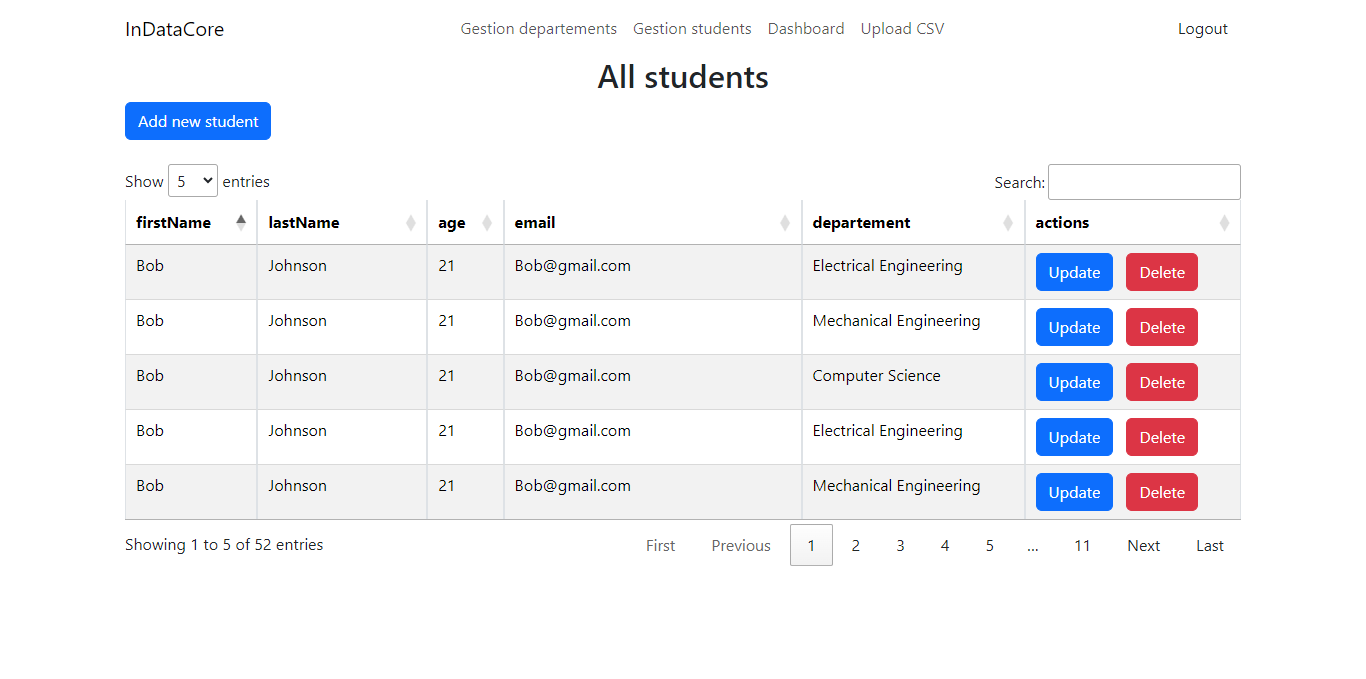 InDataCore Gestion departements Gestion students Dashboard Upload CSV Logout
All students
Add new student
Show 5 entries Search:
firstName lastName age email departement actions
Bob Johnson 21 Bob@gmail.com Electrical Engineering Update Delete
Bob Johnson 21 Bob@gmail.com Mechanical Engineering Update Delete
Bob Johnson 21 Bob@gmail.com Computer Science Update Delete
Bob Johnson 21 Bob@gmail.com Electrical Engineering Update Delete
Bob Johnson 21 Bob@gmail.com Mechanical Engineering Update Delete
Showing 1 to 5 of 52 entries First Previous 1 2 3 4 5 … 11 Next Last